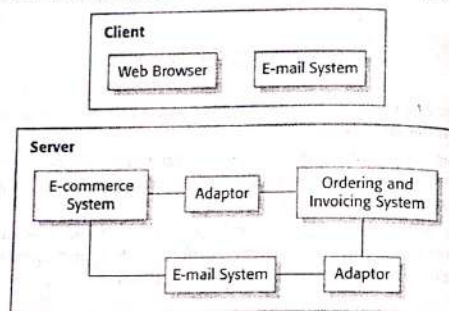 Client
Web Browser
E-mail System
Server
E-commerce
System
Adaptor
Ordering and
Invoicing System
E-mail System
Adaptor